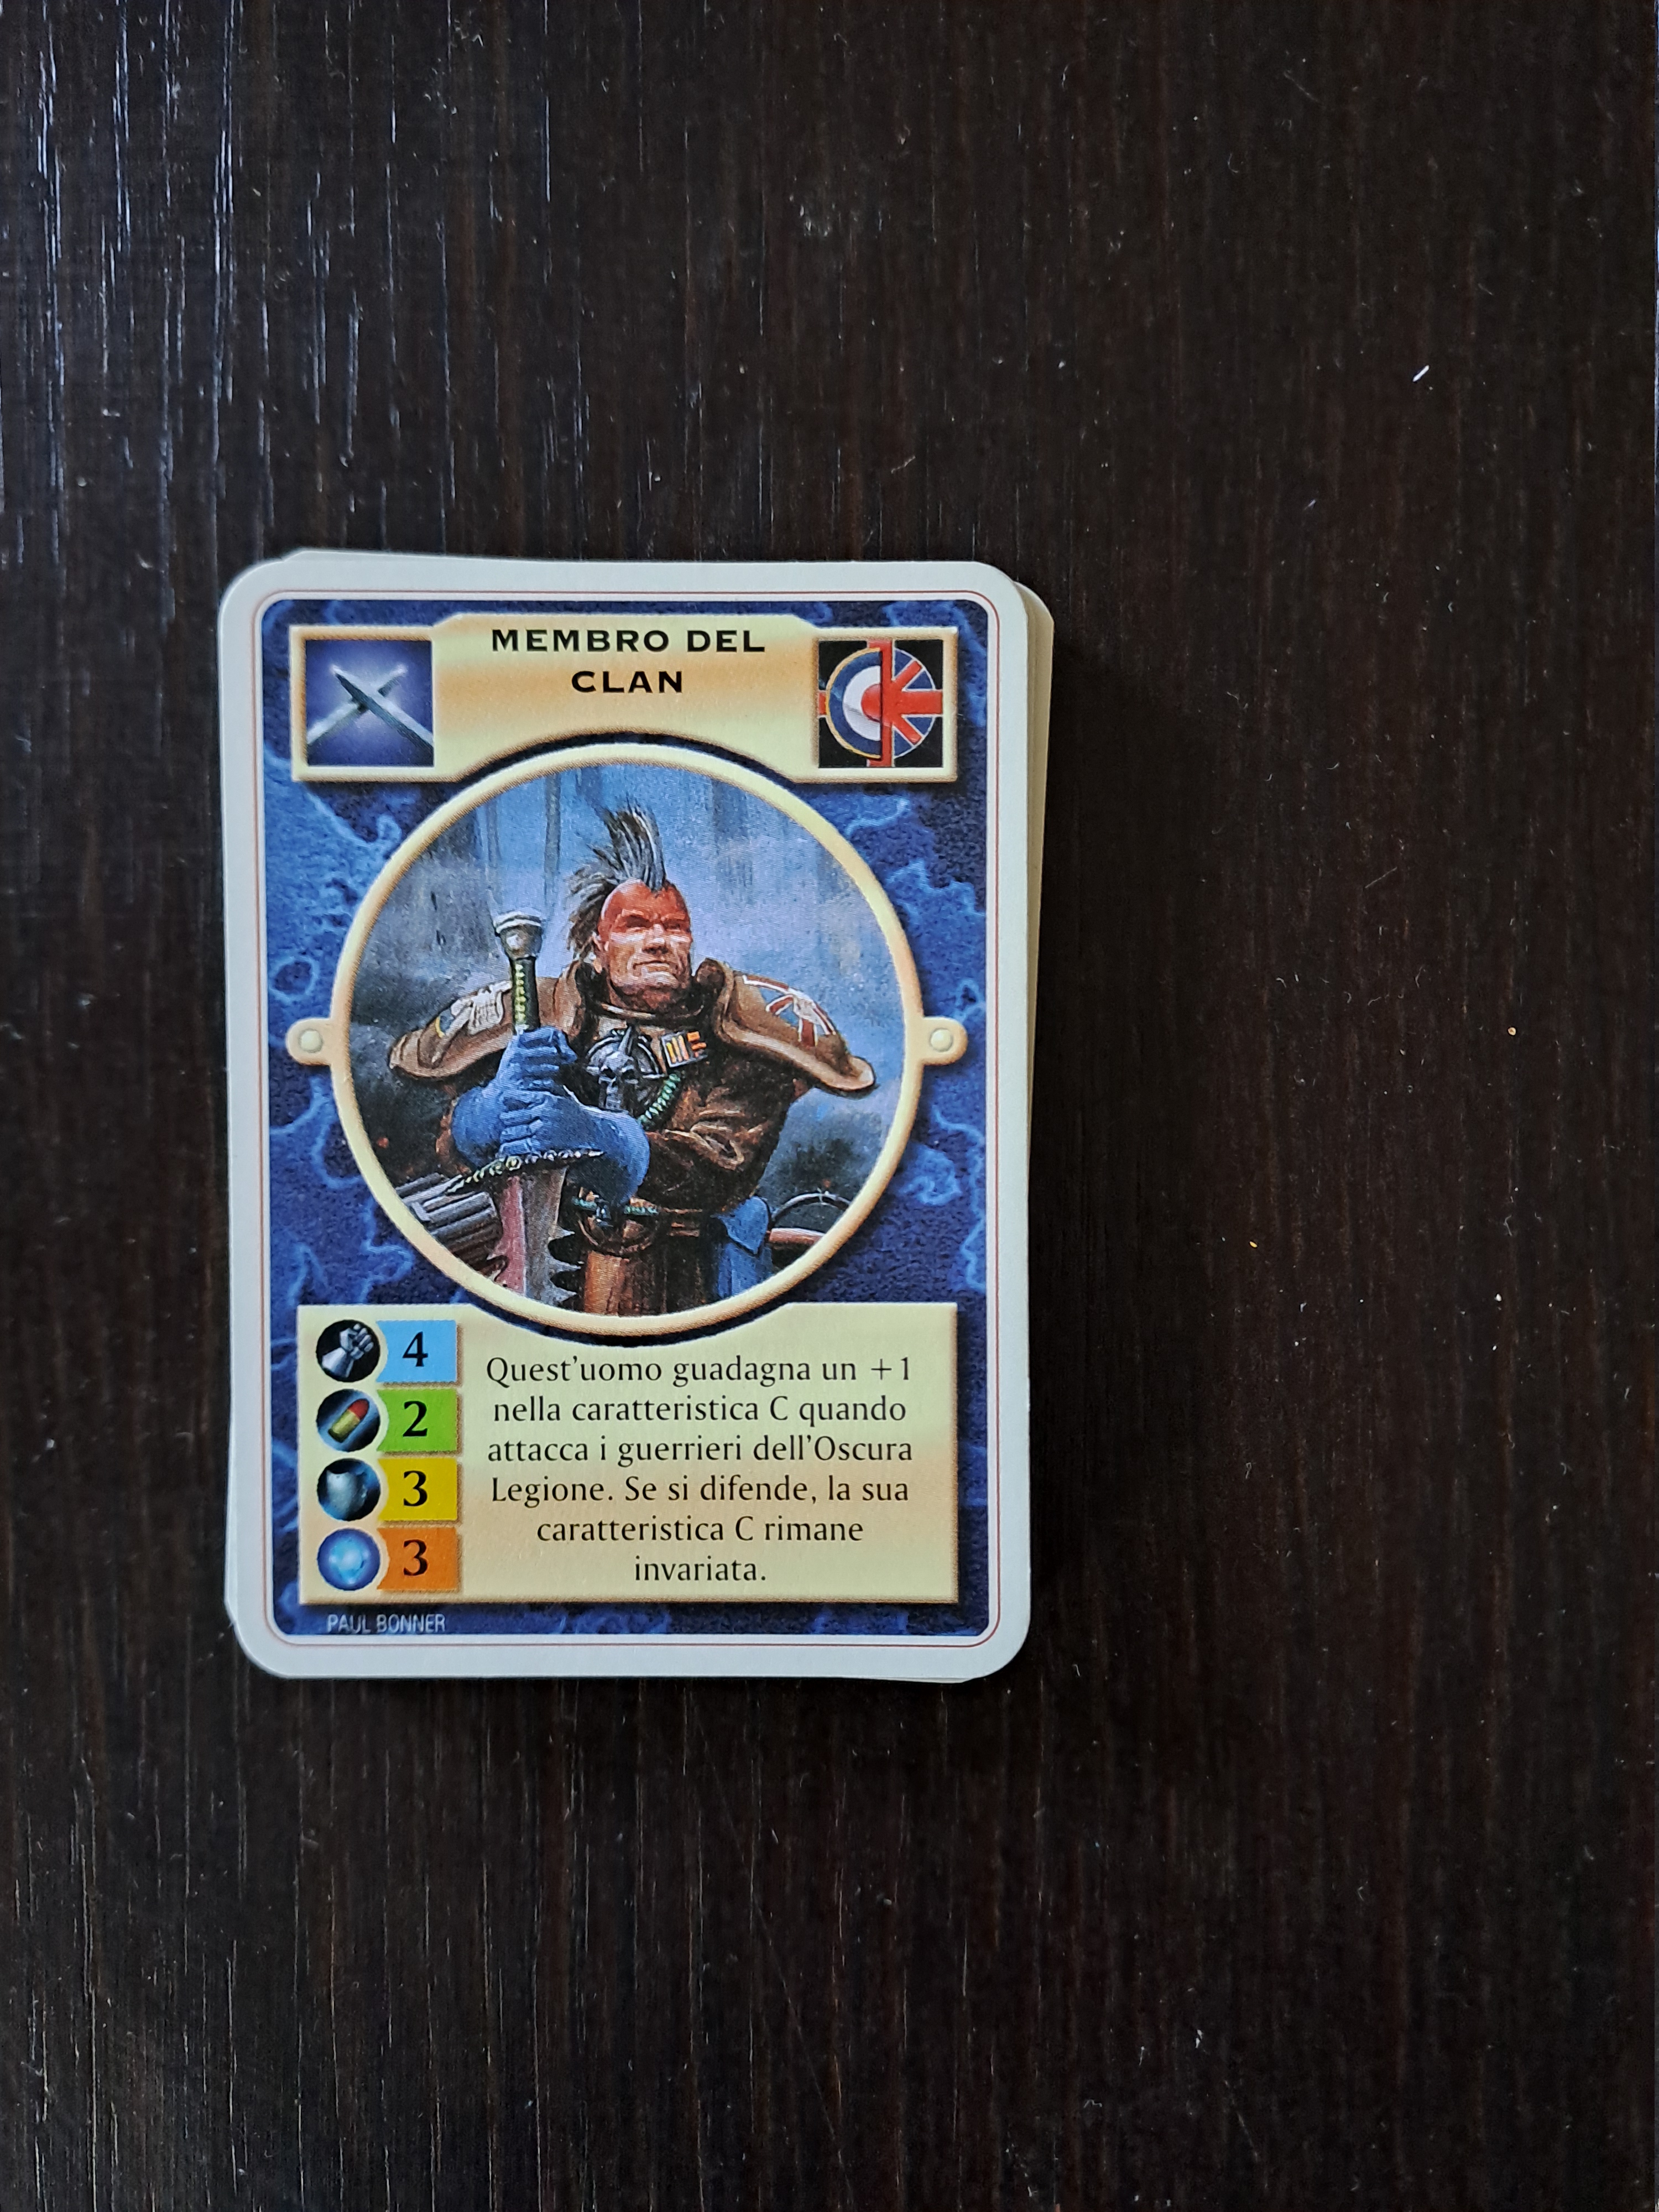 MEMBRO DEL
CLAN
4
2
3
3
Quest'uomo guadagna un +1
nella caratteristica C quando
attacca i guerrieri dell'Oscura
Legione. Se si difende, la sua
caratteristica C rimane
invariata.
PAUL BONNER